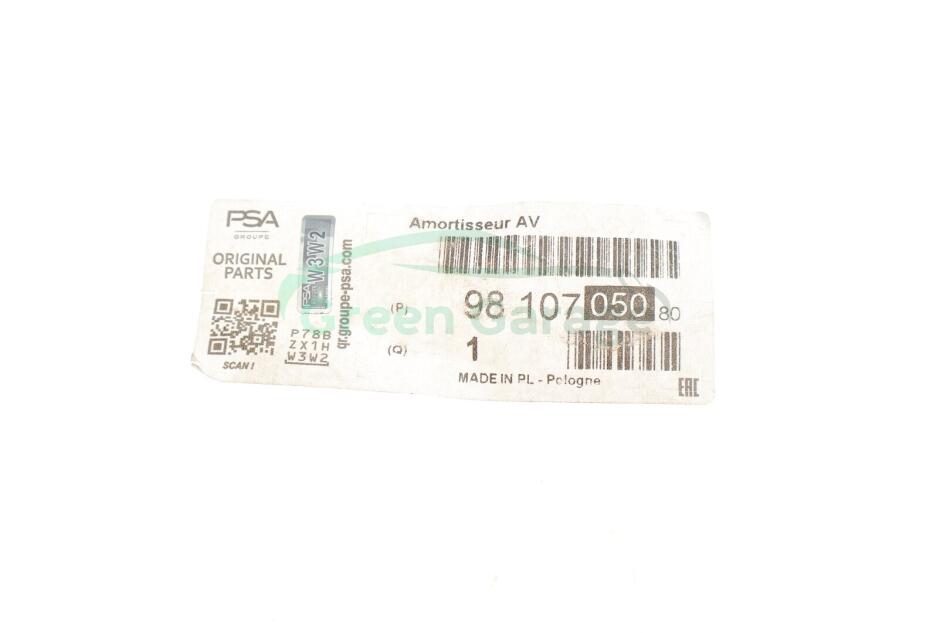 PSA
GROUPE
ORIGINAL
PARTS
SCAN !
PSA W3W2
P78B
ZX1H
W3W2
qr.groupe-psa.com
Amortisseur AV
(P) 98 107 050 80
(Q) 1
MADE IN PL - Pologne
EAC
Green Garage